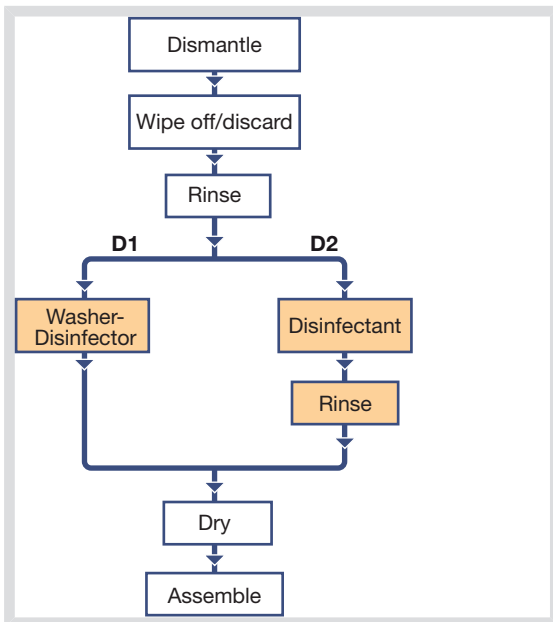 Dismantle
Wipe off/discard
Rinse
D1
D2
Washer-
Disinfector
Disinfectant
Rinse
Dry
Assemble